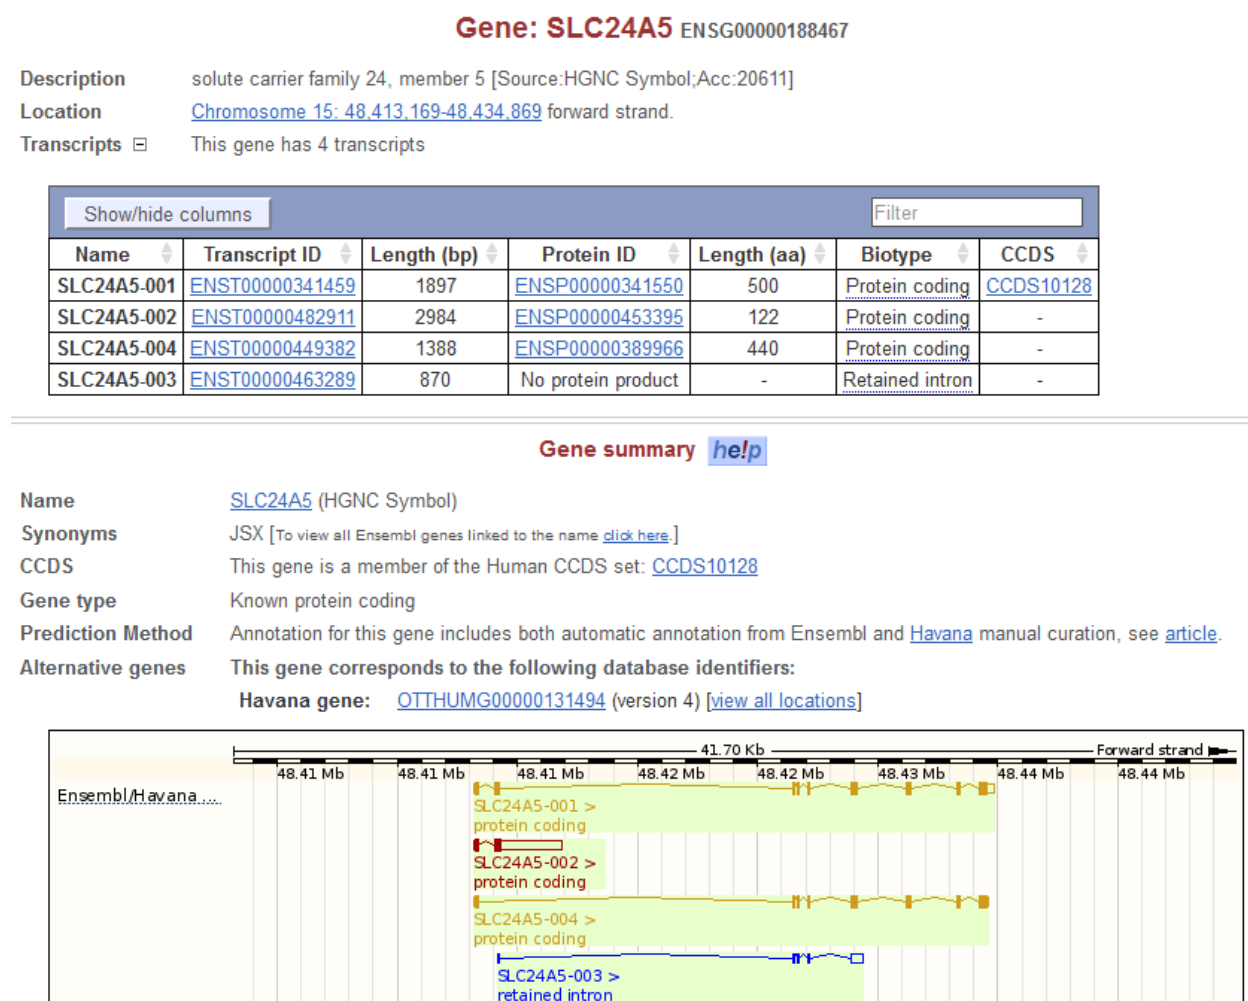 Gene: SLC24A5 ENSG00000188467
Description solute carrier family 24, member 5 [Source:HGNC Symbol;Acc:20611]
Location Chromosome 15: 48,413,169-48,434,869 forward strand.
Transcripts This gene has 4 transcripts
Show/hide columns Filter
Name Transcript ID Length (bp) Protein ID Length (aa) Biotype CCDS
SLC24A5-001 ENST00000341459 1897 ENSP00000341550 500 Protein coding CCDS10128
SLC24A5-002 ENST00000482911 2984 ENSP00000453395 122 Protein coding -
SLC24A5-004 ENST00000449382 1388 ENSP00000389966 440 Protein coding -
SLC24A5-003 ENST00000463289 870 No protein product - Retained intron -
Gene summary he!p
Name SLC24A5 (HGNC Symbol)
Synonyms JSX [To view all Ensembl genes linked to the name click here.]
CCDS This gene is a member of the Human CCDS set: CCDS10128
Gene type Known protein coding
Prediction Method Annotation for this gene includes both automatic annotation from Ensembl and Havana manual curation, see article.
Alternative genes This gene corresponds to the following database identifiers:
Havana gene: OTTHUMG00000131494 (version 4) [view all locations]
41.70 Kb Forward strand
48.41 Mb 48.41 Mb 48.41 Mb 48.42 Mb 48.42 Mb 48.43 Mb 48.44 Mb 48.44 Mb
Ensembl/Havana ...
SLC24A5-001 >
protein coding
SLC24A5-002 >
protein coding
SLC24A5-004 >
protein coding
SLC24A5-003 >
retained intron